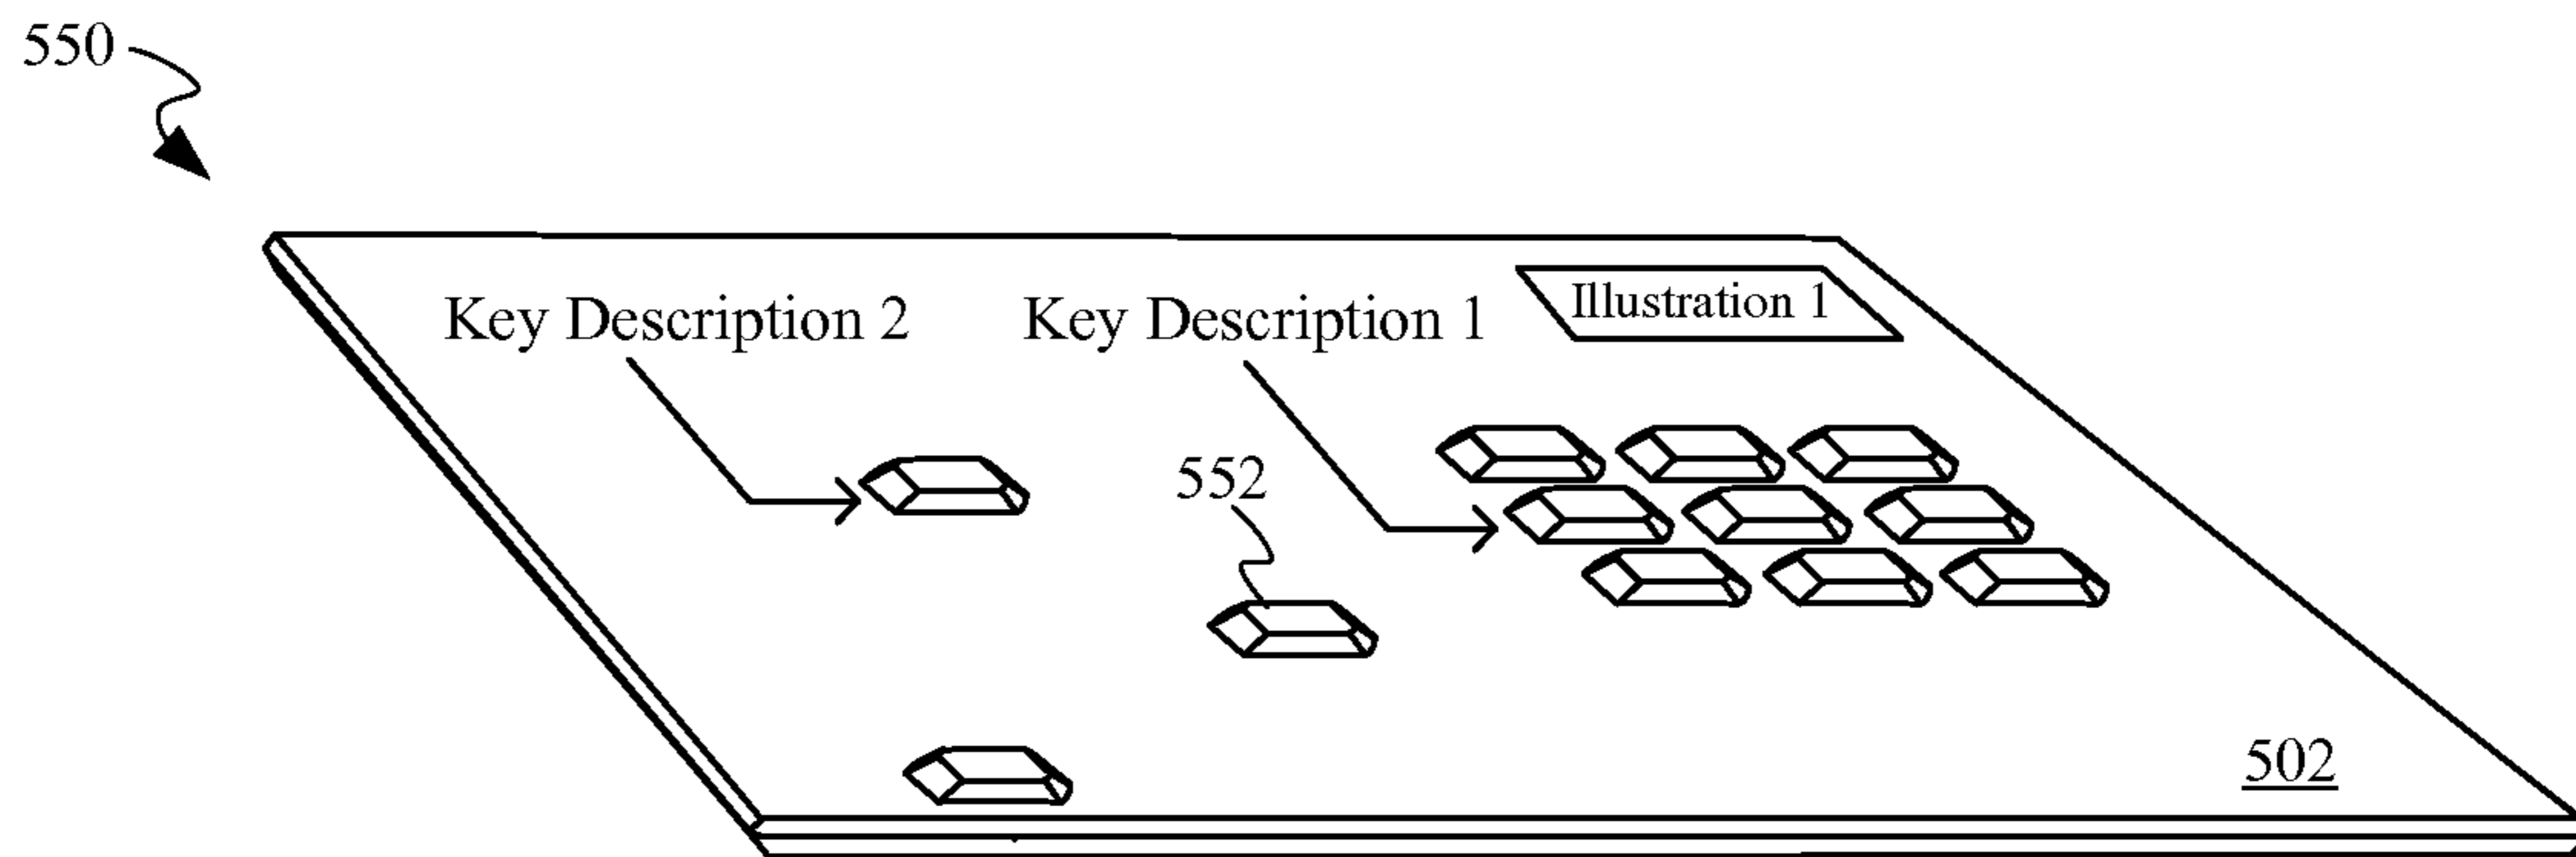 550
Illustration 1
Key Description 2
Key Description 1
552
502